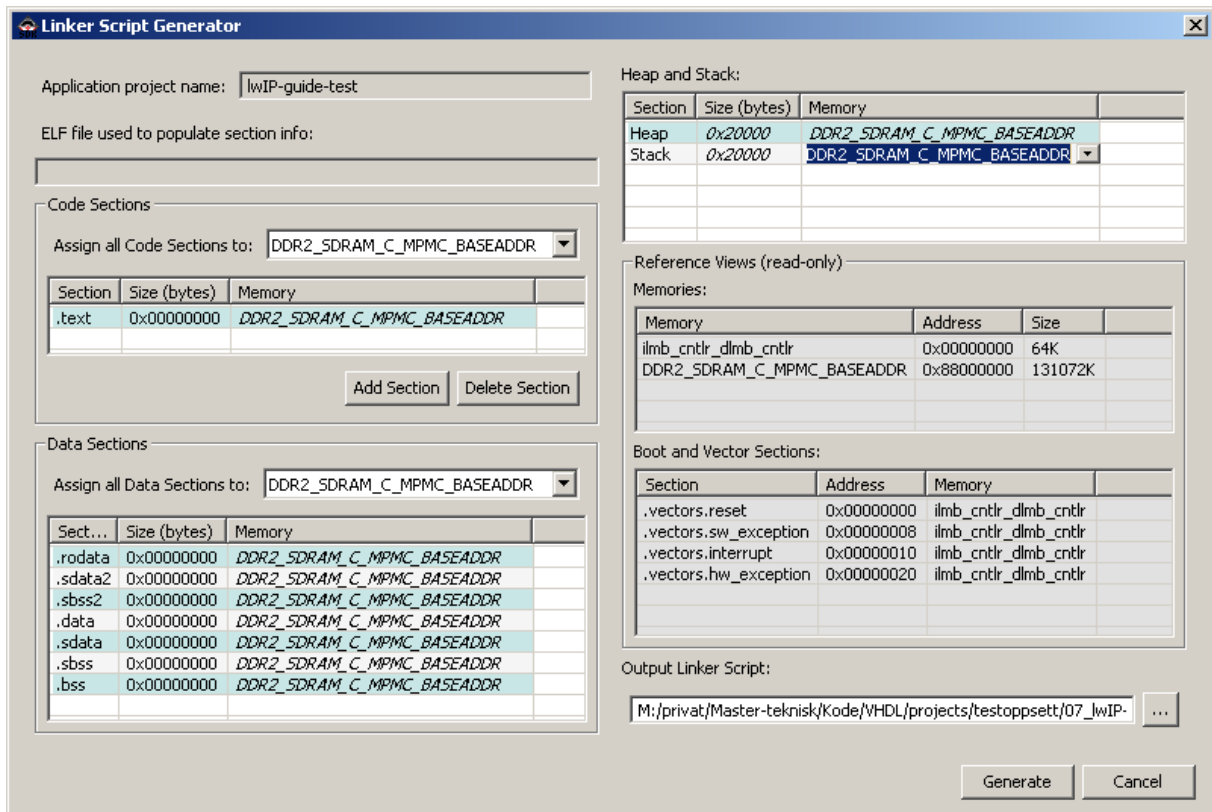 Linker Script Generator
Application project name: lwIP-guide-test
ELF file used to populate section info:
Code Sections
Assign all Code Sections to: DDR2_SDRAM_C_MPMC_BASEADDR
Section Size (bytes) Memory
.text 0x00000000 DDR2_SDRAM_C_MPMC_BASEADDR
Add Section Delete Section
Data Sections
Assign all Data Sections to: DDR2_SDRAM_C_MPMC_BASEADDR
Sect... Size (bytes) Memory
.rodata 0x00000000 DDR2_SDRAM_C_MPMC_BASEADDR
.sdata2 0x00000000 DDR2_SDRAM_C_MPMC_BASEADDR
.sbss2 0x00000000 DDR2_SDRAM_C_MPMC_BASEADDR
.data 0x00000000 DDR2_SDRAM_C_MPMC_BASEADDR
.sdata 0x00000000 DDR2_SDRAM_C_MPMC_BASEADDR
.sbss 0x00000000 DDR2_SDRAM_C_MPMC_BASEADDR
.bss 0x00000000 DDR2_SDRAM_C_MPMC_BASEADDR
Heap and Stack:
Section Size (bytes) Memory
Heap 0x20000 DDR2_SDRAM_C_MPMC_BASEADDR
Stack 0x20000 DDR2_SDRAM_C_MPMC_BASEADDR
Reference Views (read-only)
Memories:
Memory Address Size
ilmb_cntlr_dlmb_cntlr 0x00000000 64K
DDR2_SDRAM_C_MPMC_BASEADDR 0x88000000 131072K
Boot and Vector Sections:
Section Address Memory
.vectors.reset 0x00000000 ilmb_cntlr_dlmb_cntlr
.vectors.sw_exception 0x00000008 ilmb_cntlr_dlmb_cntlr
.vectors.interrupt 0x00000010 ilmb_cntlr_dlmb_cntlr
.vectors.hw_exception 0x00000020 ilmb_cntlr_dlmb_cntlr
Output Linker Script:
M:/privat/Master-teknisk/Kode/VHDL/projects/testoppsett/07_lwIP- ...
Generate Cancel